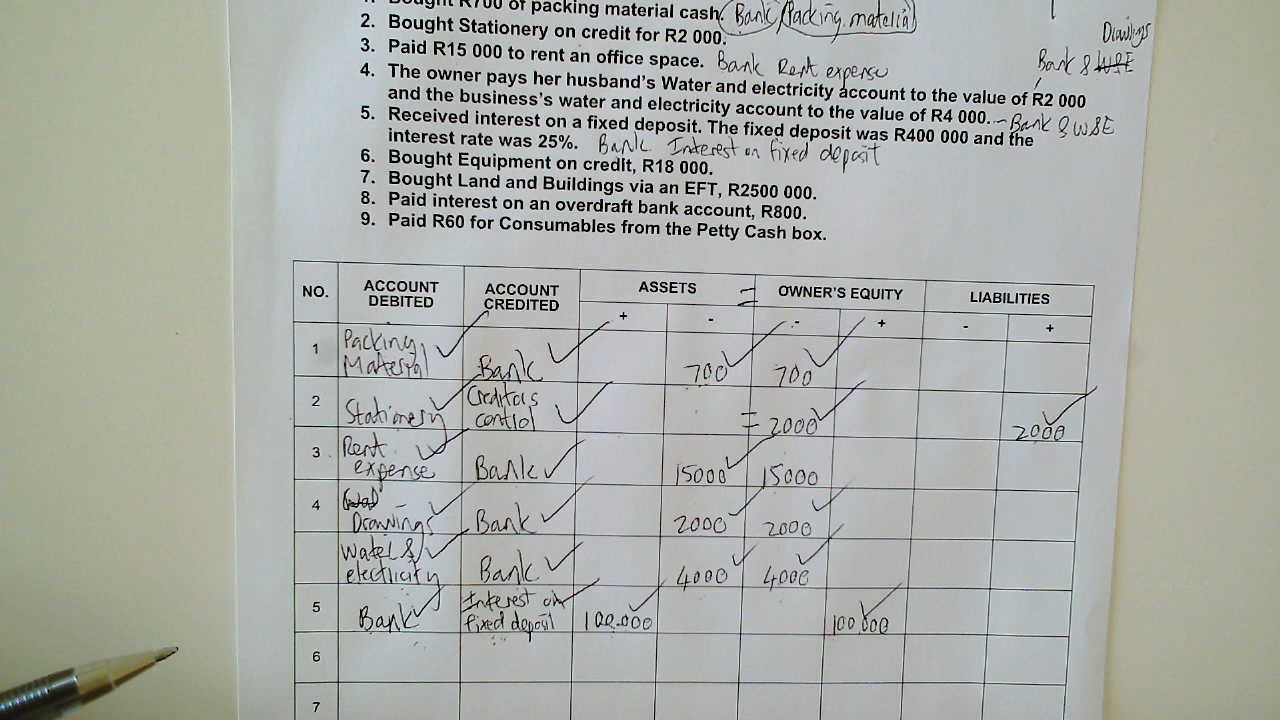 1. Bought R700 of packing material cash. Bank Packing material
2. Bought Stationery on credit for R2 000.
3. Paid R15 000 to rent an office space. Bank Rent expense
Drawings
Bank & W&E
4. The owner pays her husband's Water and electricity account to the value of R2 000
and the business's water and electricity account to the value of R4 000. - Bank & W&E
5. Received interest on a fixed deposit. The fixed deposit was R400 000 and the
interest rate was 25%. Bank Interest on fixed deposit
6. Bought Equipment on credit, R18 000.
7. Bought Land and Buildings via an EFT, R2500 000.
8. Paid interest on an overdraft bank account, R800.
9. Paid R60 for Consumables from the Petty Cash box.
NO. ACCOUNT DEBITED ACCOUNT CREDITED ASSETS = OWNER'S EQUITY LIABILITIES
+ - - + - +
1 Packing Material Bank 700 700
2 Stationery Creditors control = 2000 2000
3 Rent expense Bank 15000 15000
4 Drawings Bank 2000 2000
Water & electricity Bank 4000 4000
5 Bank Interest on fixed deposit 100.000 100.000
6
7